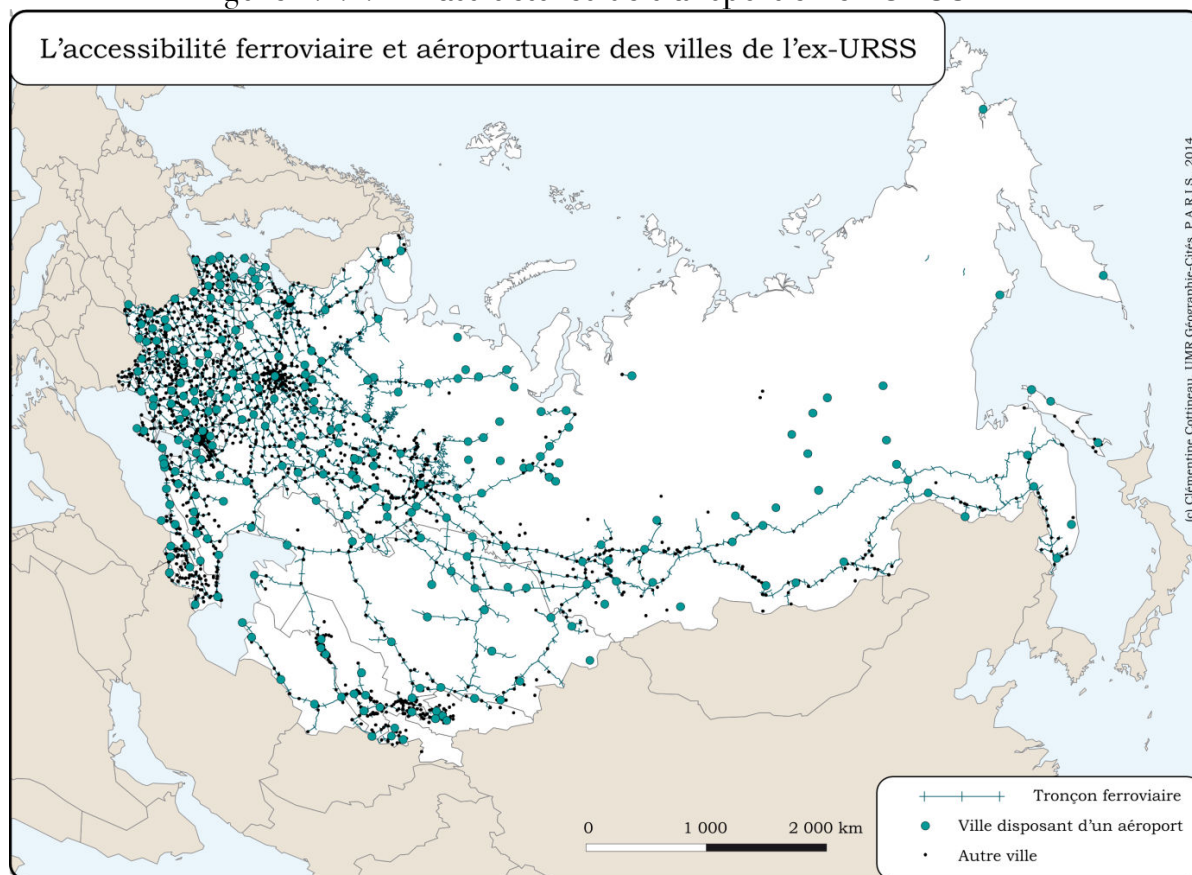 L'accessibilité ferroviaire et aéroportuaire des villes de l'ex-URSS
(c) Clémentine Cottineau, UMR Géographie-Cités, P.A.R.I.S., 2014
Tronçon ferroviaire
Ville disposant d'un aéroport
Autre ville
0 1 000 2 000 km